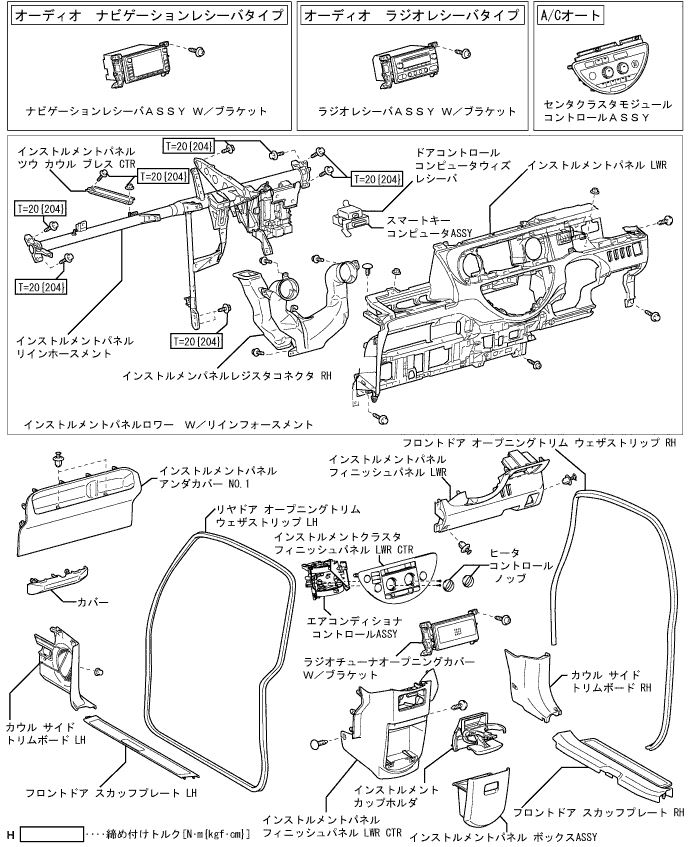 オーディオ　ナビゲーションレシーバタイプ
ナビゲーションレシーバASSY W／ブラケット
オーディオ　ラジオレシーバタイプ
ラジオレシーバASSY W／ブラケット
A/Cオート
センタクラスタモジュール
コントロールASSY
インストルメントパネル
ツウ カウル ブレス CTR
T=20{204}
T=20{204}
T=20{204}
T=20{204}
T=20{204}
T=20{204}
ドアコントロール
コンピュータウィズ
レシーバ
スマートキー
コンピュータASSY
インストルメントパネル LWR
インストルメントパネル
リインホースメント
インストルメンパネルレジスタコネクタ RH
インストルメントパネルロワー　W／リインフォースメント
フロントドア オープニングトリム ウェザストリップ RH
インストルメントパネル
アンダカバー NO.1
インストルメントパネル
フィニッシュパネル LWR
リヤドア オープニングトリム
ウェザストリップ LH
インストルメントクラスタ
フィニッシュパネル LWR CTR
ヒータ
コントロール
ノッブ
カバー
エアコンディショナ
コントロールASSY
ラジオチューナオープニングカバー
W／ブラケット
カウル サイド
トリムボード RH
カウル サイド
トリムボード LH
フロントドア スカッフプレート LH
インストルメント
カップホルダ
フロントドア スカッフプレート RH
インストルメントパネル
フィニッシュパネル LWR CTR
インストルメントパネル ボックスASSY
H
････締め付けトルク[N･m{kgf･cm}]